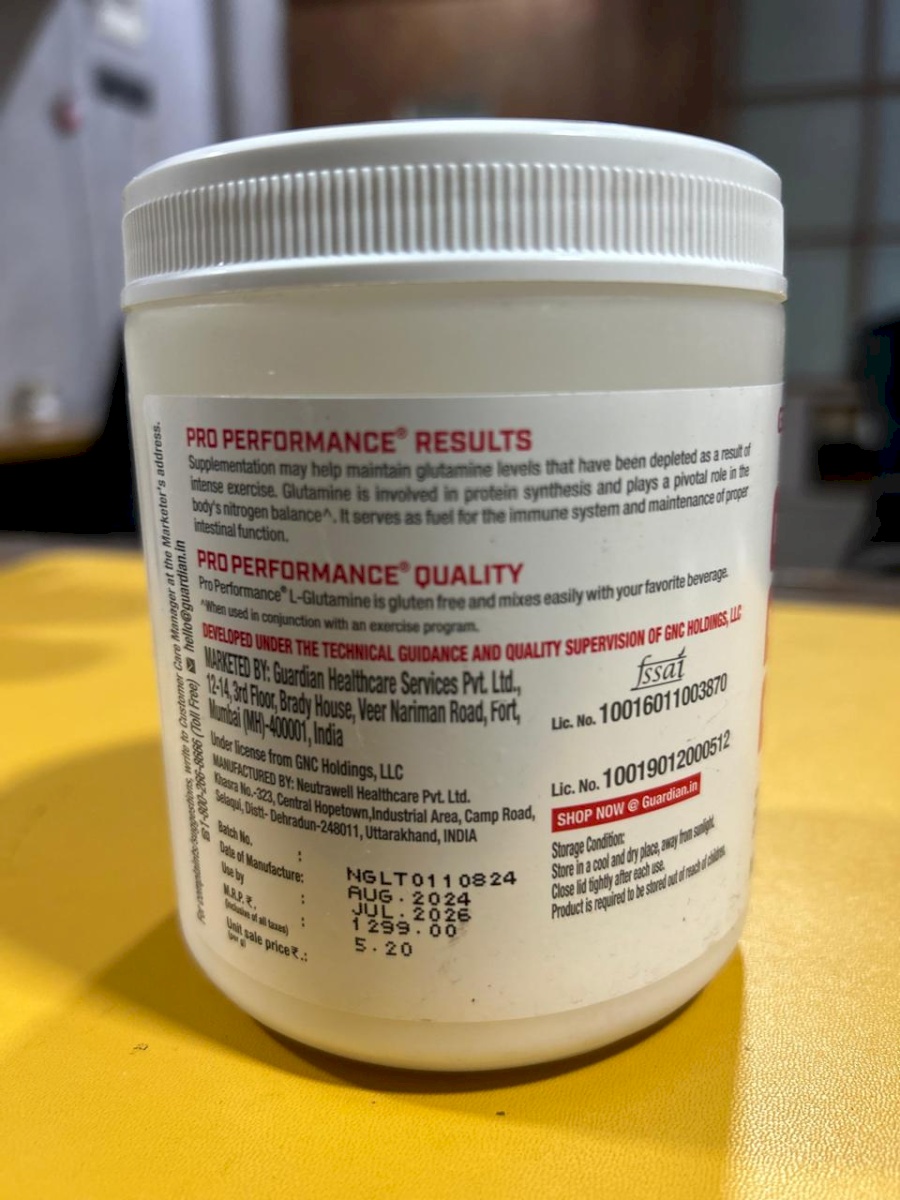 PRO PERFORMANCE® RESULTS
Supplementation may help maintain glutamine levels that have been depleted as a result of
intense exercise. Glutamine is involved in protein synthesis and plays a pivotal role in the
body's nitrogen balance^. It serves as fuel for the immune system and maintenance of proper
intestinal function.
PRO PERFORMANCE® QUALITY
Pro Performance® L-Glutamine is gluten free and mixes easily with your favorite beverage.
^When used in conjunction with an exercise program.
DEVELOPED UNDER THE TECHNICAL GUIDANCE AND QUALITY SUPERVISION OF GNC HOLDINGS, LLC
MARKETED BY: Guardian Healthcare Services Pvt. Ltd.,
12-14, 3rd Floor, Brady House, Veer Nariman Road, Fort,
Mumbai (MH)-400001, India
Under license from GNC Holdings, LLC
MANUFACTURED BY: Neutrawell Healthcare Pvt. Ltd.
Khasra No.-323, Central Hopetown,Industrial Area, Camp Road,
Selaqui, Distt- Dehradun-248011, Uttarakhand, INDIA
fssai
Lic. No. 10016011003870
Lic. No. 10019012000512
SHOP NOW @ Guardian.in
Storage Condition:
Store in a cool and dry place, away from sunlight.
Close lid tightly after each use.
Product is required to be stored out of reach of children.
Batch No. : NGLT0110824
Date of Manufacture: AUG.2024
Use by : JUL.2026
M.R.P. ₹. : 1299.00
(Inclusive of all taxes)
Unit sale price ₹.: 5.20
(per g)
For complaints/suggestions, write to Customer Care Manager at the Marketer's address.
1-800-266-8666 (Toll Free) hello@guardian.in